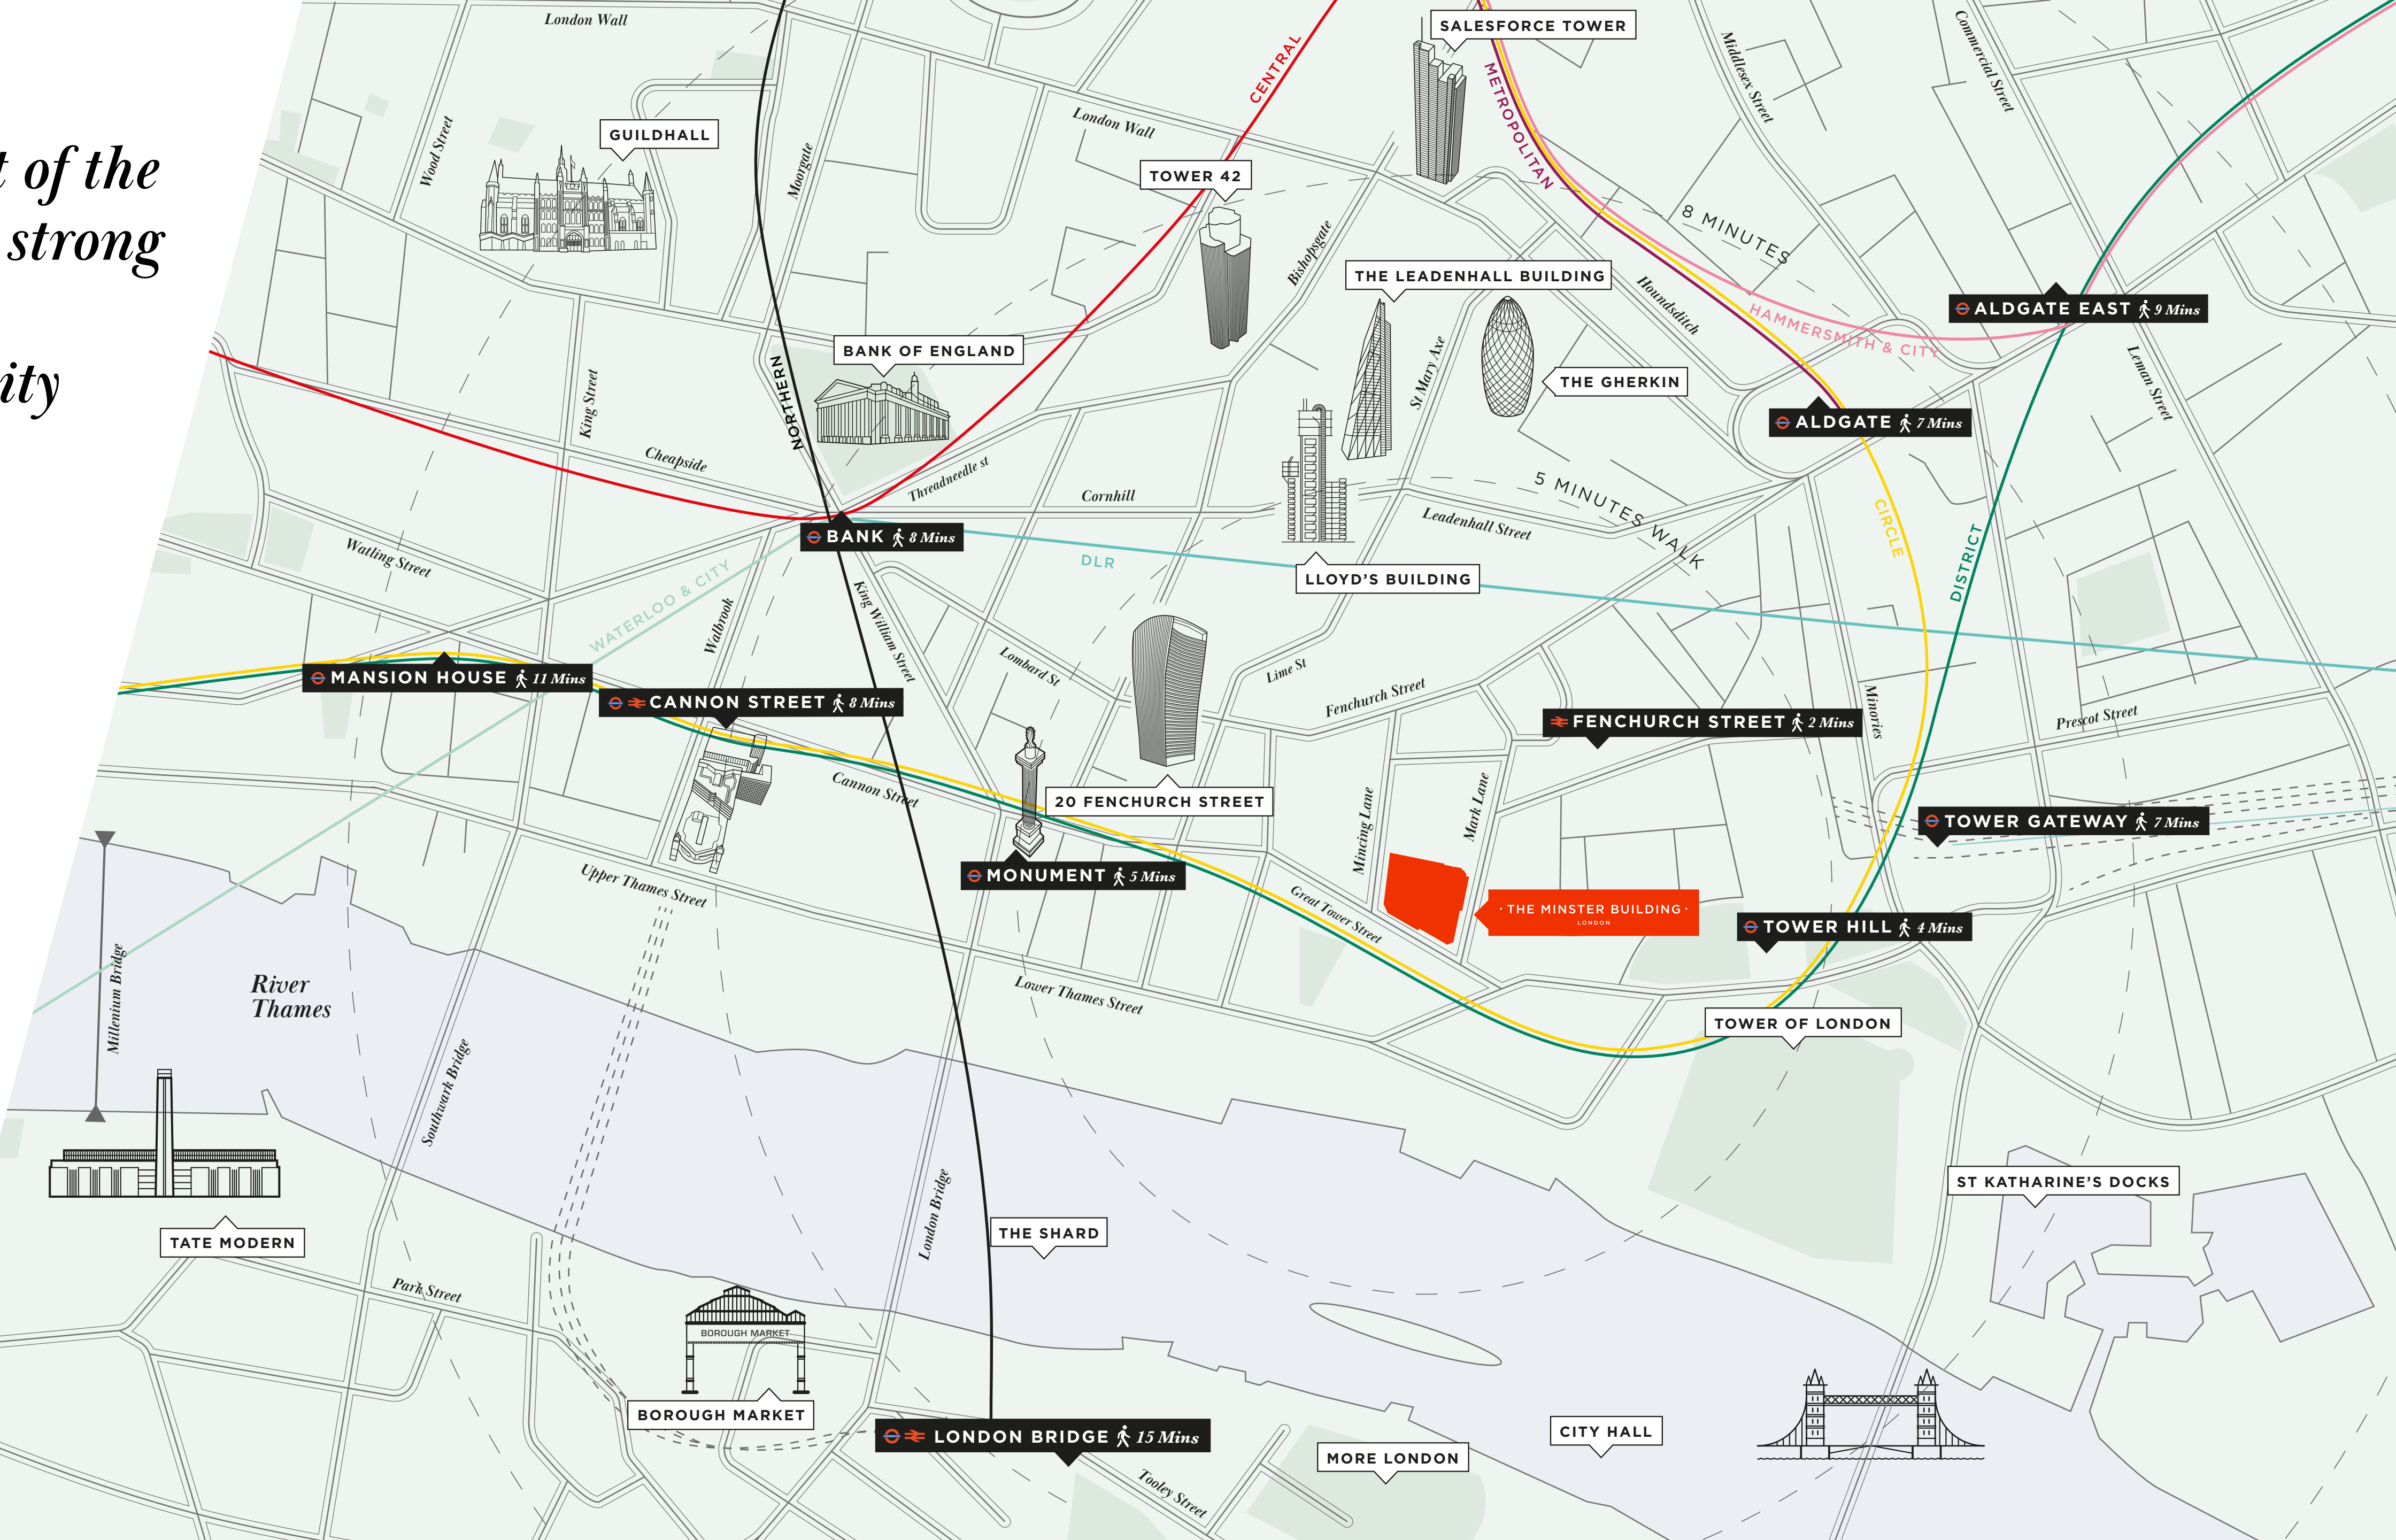 of the
strong
ity
London Wall
SALESFORCE TOWER
CENTRAL
METROPOLITAN
Middlesex Street
Commercial Street
Wood Street
GUILDHALL
Moorgate
London Wall
TOWER 42
8 MINUTES
Bishopsgate
THE LEADENHALL BUILDING
Houndsditch
HAMMERSMITH & CITY
ALDGATE EAST 9 Mins
BANK OF ENGLAND
NORTHERN
King Street
St Mary Axe
THE GHERKIN
Leman Street
ALDGATE 7 Mins
Cheapside
Threadneedle st
Cornhill
5 MINUTES WALK
Leadenhall Street
CIRCLE
DISTRICT
BANK 8 Mins
Watling Street
DLR
LLOYD'S BUILDING
WATERLOO & CITY
Walbrook
King William Street
Lombard St
Lime St
Fenchurch Street
Minories
Prescot Street
MANSION HOUSE 11 Mins
CANNON STREET 8 Mins
FENCHURCH STREET 2 Mins
Cannon Street
20 FENCHURCH STREET
Mincing Lane
Mark Lane
TOWER GATEWAY 7 Mins
MONUMENT 5 Mins
Upper Thames Street
Great Tower Street
· THE MINSTER BUILDING ·
LONDON
TOWER HILL 4 Mins
Millenium Bridge
River
Thames
Lower Thames Street
TOWER OF LONDON
Southwark Bridge
London Bridge
ST KATHARINE'S DOCKS
TATE MODERN
THE SHARD
Park Street
BOROUGH MARKET
BOROUGH MARKET
LONDON BRIDGE 15 Mins
Tooley Street
MORE LONDON
CITY HALL